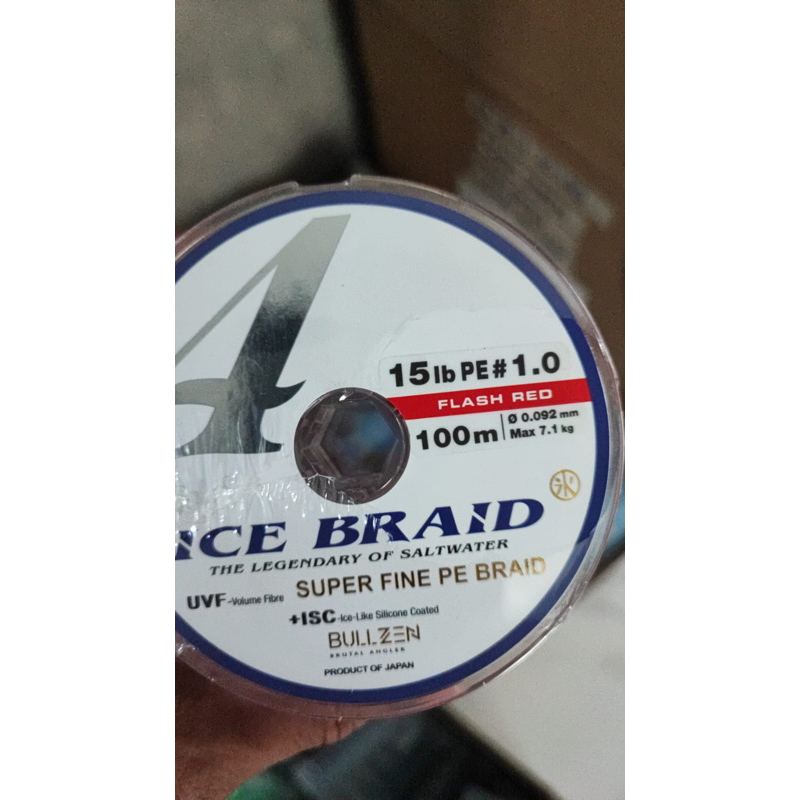 15lb PE#1.0
FLASH RED
100m
Ø 0.092 mm
Max 7.1 kg
氷
ICE BRAID
THE LEGENDARY OF SALTWATER
SUPER FINE PE BRAID
UVF-Volume Fibre
+ISC-Ice-Like Silicone Coated
BULLZEN
BRUTAL ANGLER
PRODUCT OF JAPAN